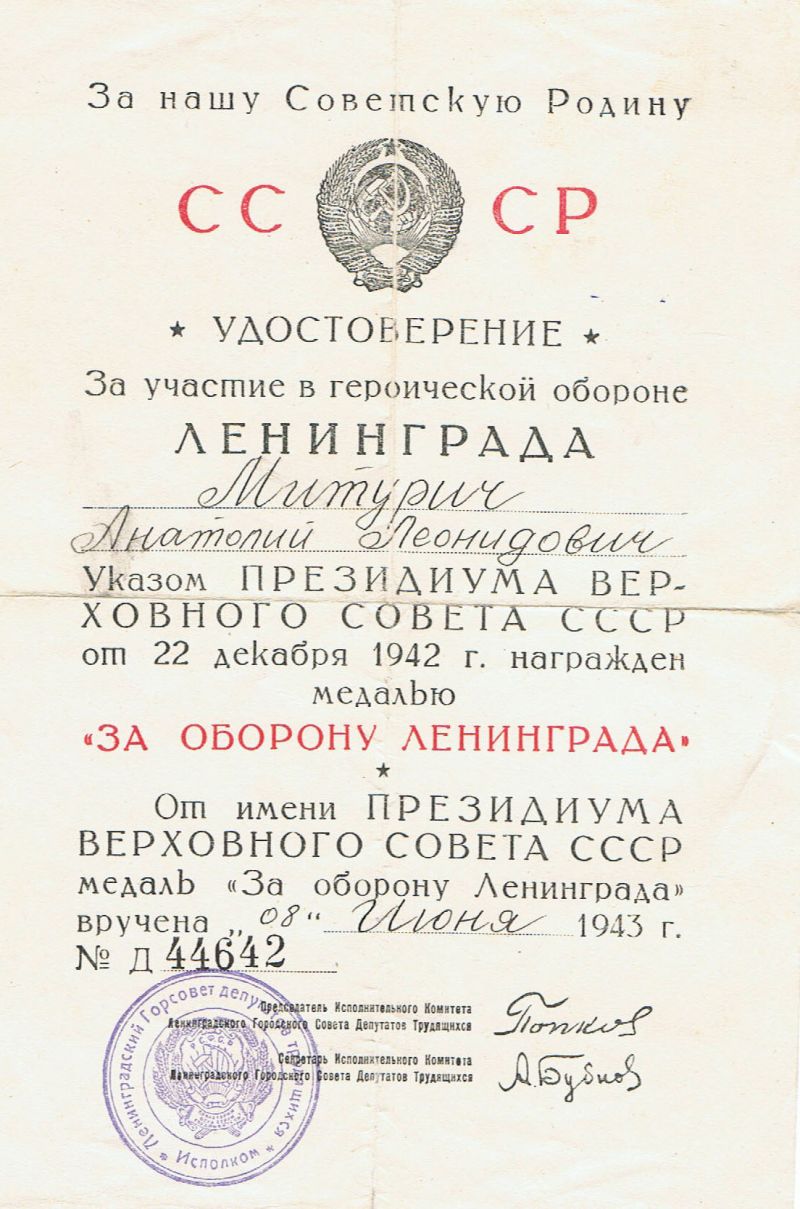 За нашу Советскую Родину
СС СР
★ УДОСТОВЕРЕНИЕ ★
За участие в героической обороне
ЛЕНИНГРАДА
Митурич
Анатолий Леонидович
Указом ПРЕЗИДИУМА ВЕР-
ХОВНОГО СОВЕТА СССР
от 22 декабря 1942 г. награжден
медалью
«ЗА ОБОРОНУ ЛЕНИНГРАДА»
★
От имени ПРЕЗИДИУМА
ВЕРХОВНОГО СОВЕТА СССР
медаль «За оборону Ленинграда»
вручена „08“ Июня 1943 г.
№ Д 44642
Председатель Исполнительного Комитета
Ленинградского Городского Совета Депутатов Трудящихся
Попков
Секретарь Исполнительного Комитета
Ленинградского Городского Совета Депутатов Трудящихся
А.Бубнов
Ленинградский Горсовет депутатов трудящихся ★ Исполком ★
РСФСР